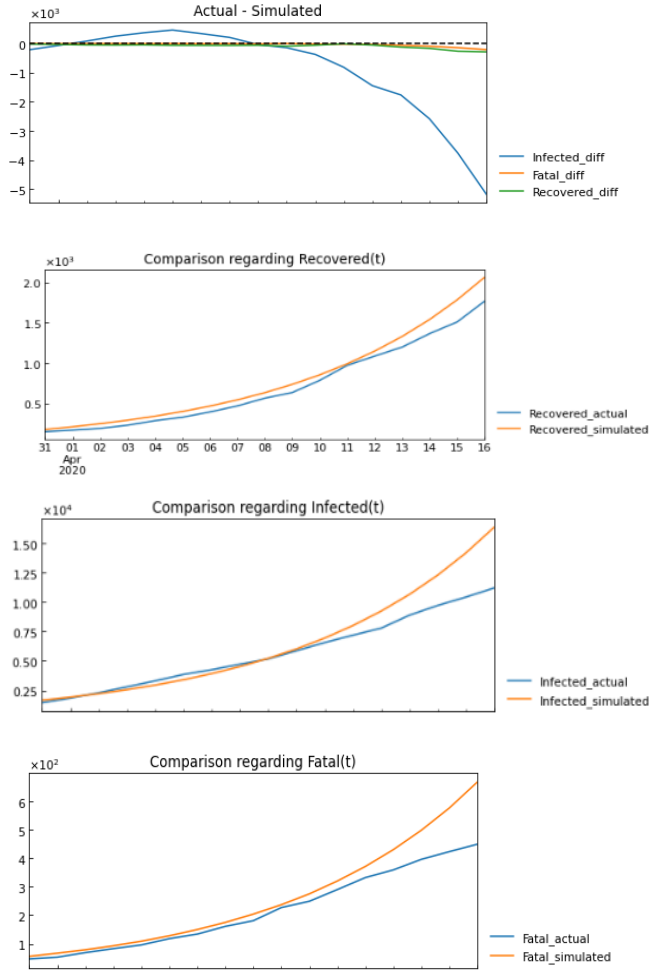 Actual - Simulated
×10³
0
−1
−2
−3
−4
−5
Infected_diff
Fatal_diff
Recovered_diff
Comparison regarding Recovered(t)
×10³
2.0
1.5
1.0
0.5
31 01 02 03 04 05 06 07 08 09 10 11 12 13 14 15 16
Apr
2020
Recovered_actual
Recovered_simulated
Comparison regarding Infected(t)
×10⁴
1.50
1.25
1.00
0.75
0.50
0.25
Infected_actual
Infected_simulated
Comparison regarding Fatal(t)
×10²
6
5
4
3
2
1
Fatal_actual
Fatal_simulated